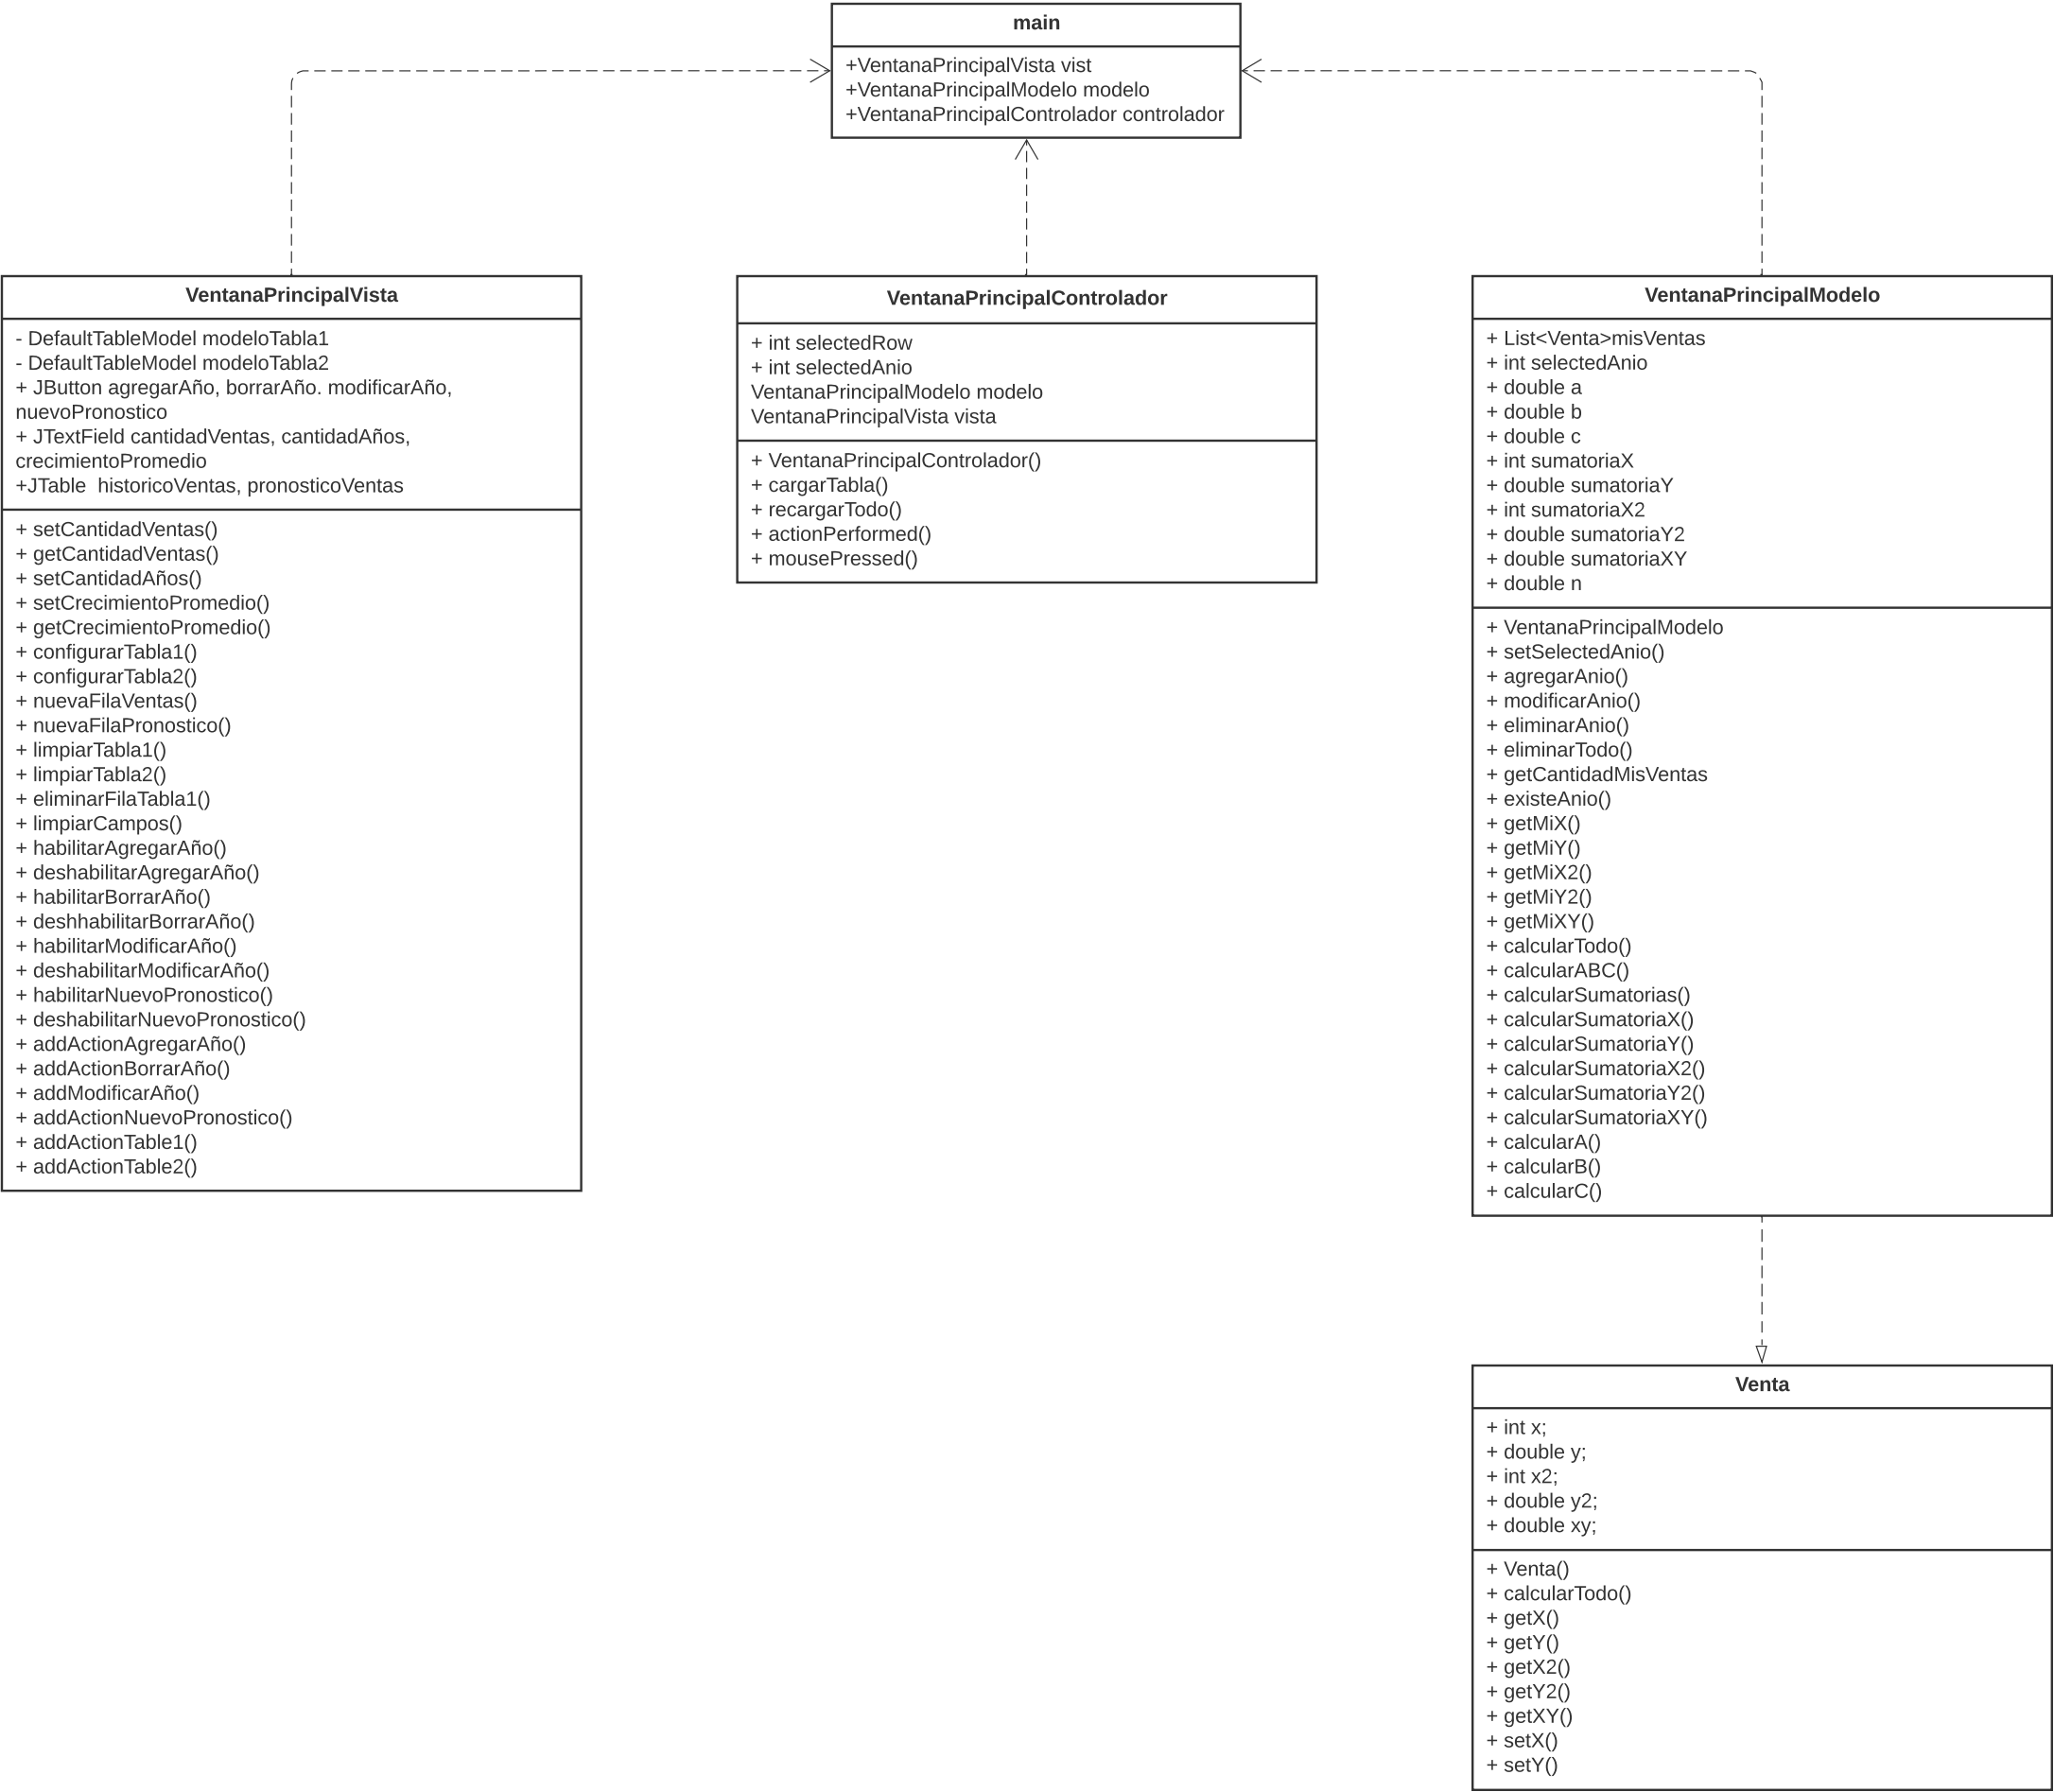 main
+VentanaPrincipalVista vist
+VentanaPrincipalModelo modelo
+VentanaPrincipalControlador controlador
VentanaPrincipalVista
- DefaultTableModel modeloTabla1
- DefaultTableModel modeloTabla2
+ JButton agregarAño, borrarAño. modificarAño,
nuevoPronostico
+ JTextField cantidadVentas, cantidadAños,
crecimientoPromedio
+JTable  historicoVentas, pronosticoVentas
+ setCantidadVentas()
+ getCantidadVentas()
+ setCantidadAños()
+ setCrecimientoPromedio()
+ getCrecimientoPromedio()
+ configurarTabla1()
+ configurarTabla2()
+ nuevaFilaVentas()
+ nuevaFilaPronostico()
+ limpiarTabla1()
+ limpiarTabla2()
+ eliminarFilaTabla1()
+ limpiarCampos()
+ habilitarAgregarAño()
+ deshabilitarAgregarAño()
+ habilitarBorrarAño()
+ deshhabilitarBorrarAño()
+ habilitarModificarAño()
+ deshabilitarModificarAño()
+ habilitarNuevoPronostico()
+ deshabilitarNuevoPronostico()
+ addActionAgregarAño()
+ addActionBorrarAño()
+ addModificarAño()
+ addActionNuevoPronostico()
+ addActionTable1()
+ addActionTable2()
VentanaPrincipalControlador
+ int selectedRow
+ int selectedAnio
VentanaPrincipalModelo modelo
VentanaPrincipalVista vista
+ VentanaPrincipalControlador()
+ cargarTabla()
+ recargarTodo()
+ actionPerformed()
+ mousePressed()
VentanaPrincipalModelo
+ List<Venta>misVentas
+ int selectedAnio
+ double a
+ double b
+ double c
+ int sumatoriaX
+ double sumatoriaY
+ int sumatoriaX2
+ double sumatoriaY2
+ double sumatoriaXY
+ double n
+ VentanaPrincipalModelo
+ setSelectedAnio()
+ agregarAnio()
+ modificarAnio()
+ eliminarAnio()
+ eliminarTodo()
+ getCantidadMisVentas
+ existeAnio()
+ getMiX()
+ getMiY()
+ getMiX2()
+ getMiY2()
+ getMiXY()
+ calcularTodo()
+ calcularABC()
+ calcularSumatorias()
+ calcularSumatoriaX()
+ calcularSumatoriaY()
+ calcularSumatoriaX2()
+ calcularSumatoriaY2()
+ calcularSumatoriaXY()
+ calcularA()
+ calcularB()
+ calcularC()
Venta
+ int x;
+ double y;
+ int x2;
+ double y2;
+ double xy;
+ Venta()
+ calcularTodo()
+ getX()
+ getY()
+ getX2()
+ getY2()
+ getXY()
+ setX()
+ setY()